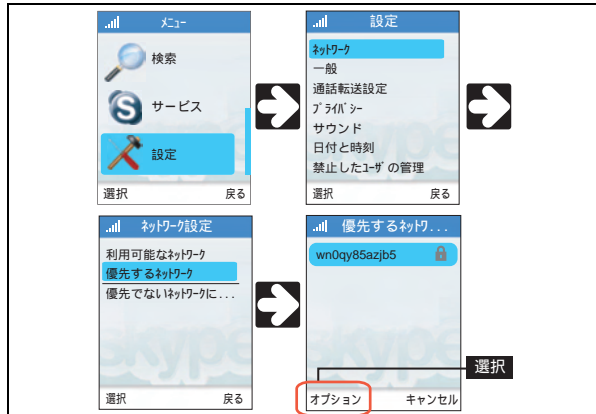 メニュー
検索
サービス
設定
選択 戻る
設定
ネットワーク
一般
通話転送設定
プライバシー
サウンド
日付と時刻
禁止したユーザの管理
選択 戻る
ネットワーク設定
利用可能なネットワーク
優先するネットワーク
優先でないネットワークに...
選択 戻る
優先するネットワ...
wn0qy85azjb5
オプション キャンセル
選択
skype
skype